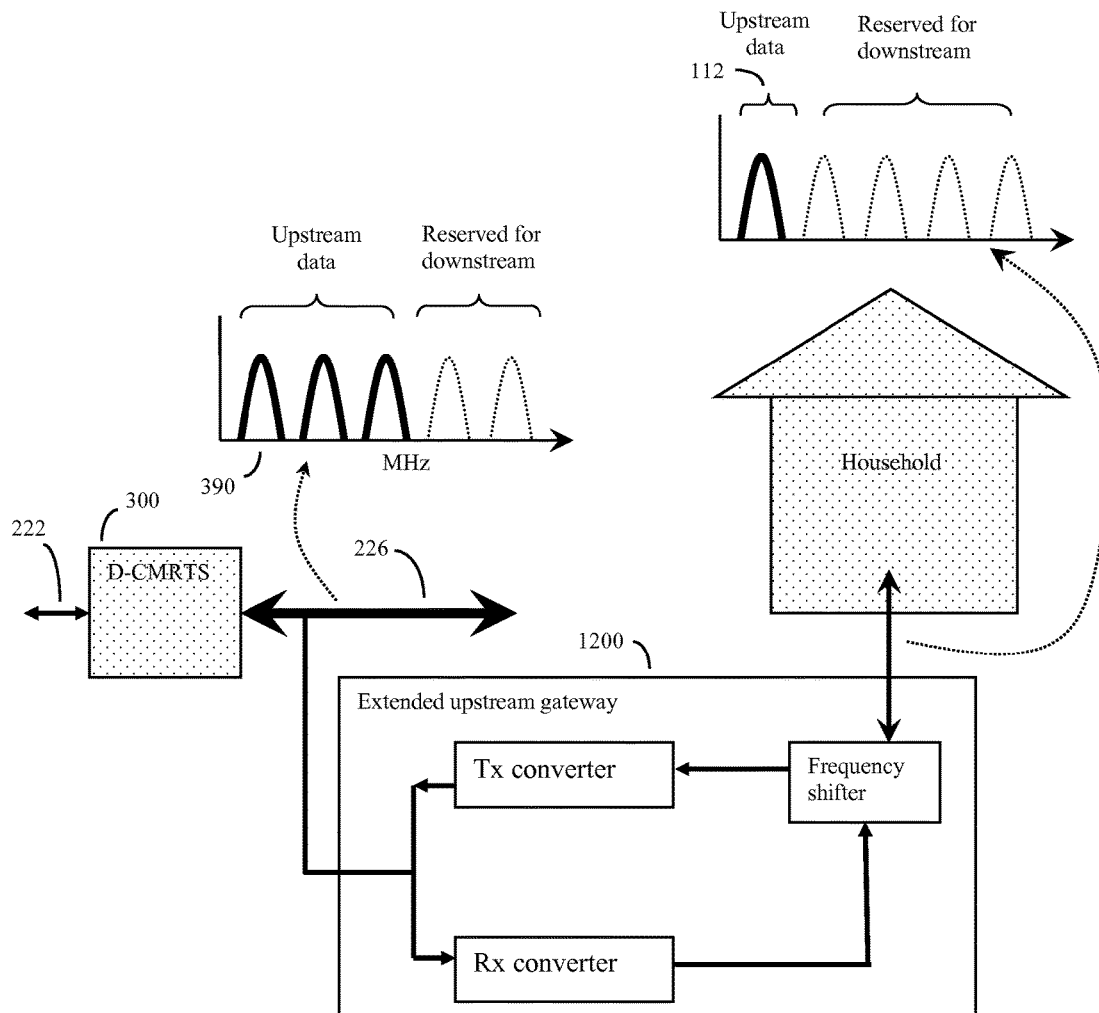 Upstream
data
Reserved for
downstream
112
Upstream
data
Reserved for
downstream
MHz
390
Household
300
222
D-CMRTS
226
1200
Extended upstream gateway
Tx converter
Frequency
shifter
Rx converter